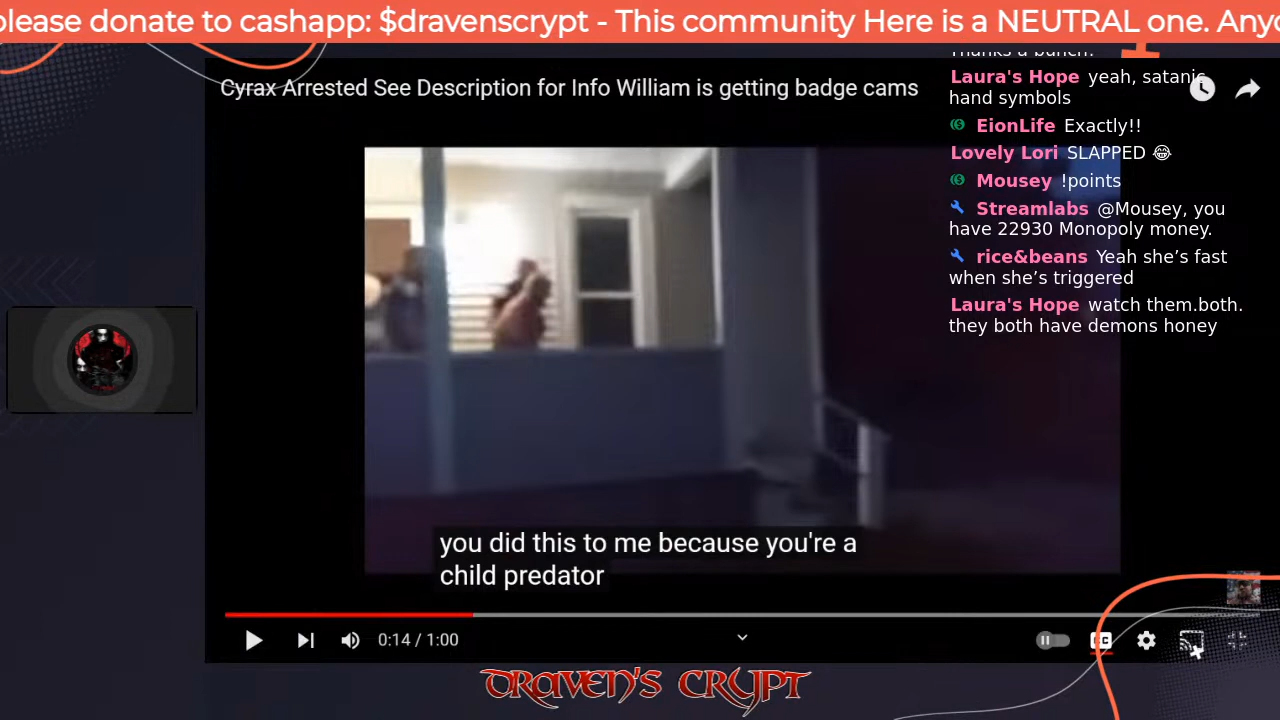 please donate to cashapp: $dravenscrypt - This community Here is a NEUTRAL one. Anyo
Thanks a bunch!
Cyrax Arrested See Description for Info William is getting badge cams
Laura's Hope yeah, satanic
hand symbols
EionLife Exactly!!
Lovely Lori SLAPPED 😂
Mousey !points
Streamlabs @Mousey, you
have 22930 Monopoly money.
rice&beans Yeah she’s fast
when she’s triggered
Laura's Hope watch them.both.
they both have demons honey
you did this to me because you're a
child predator
0:14 / 1:00
CC
DRAVEN'S CRYPT